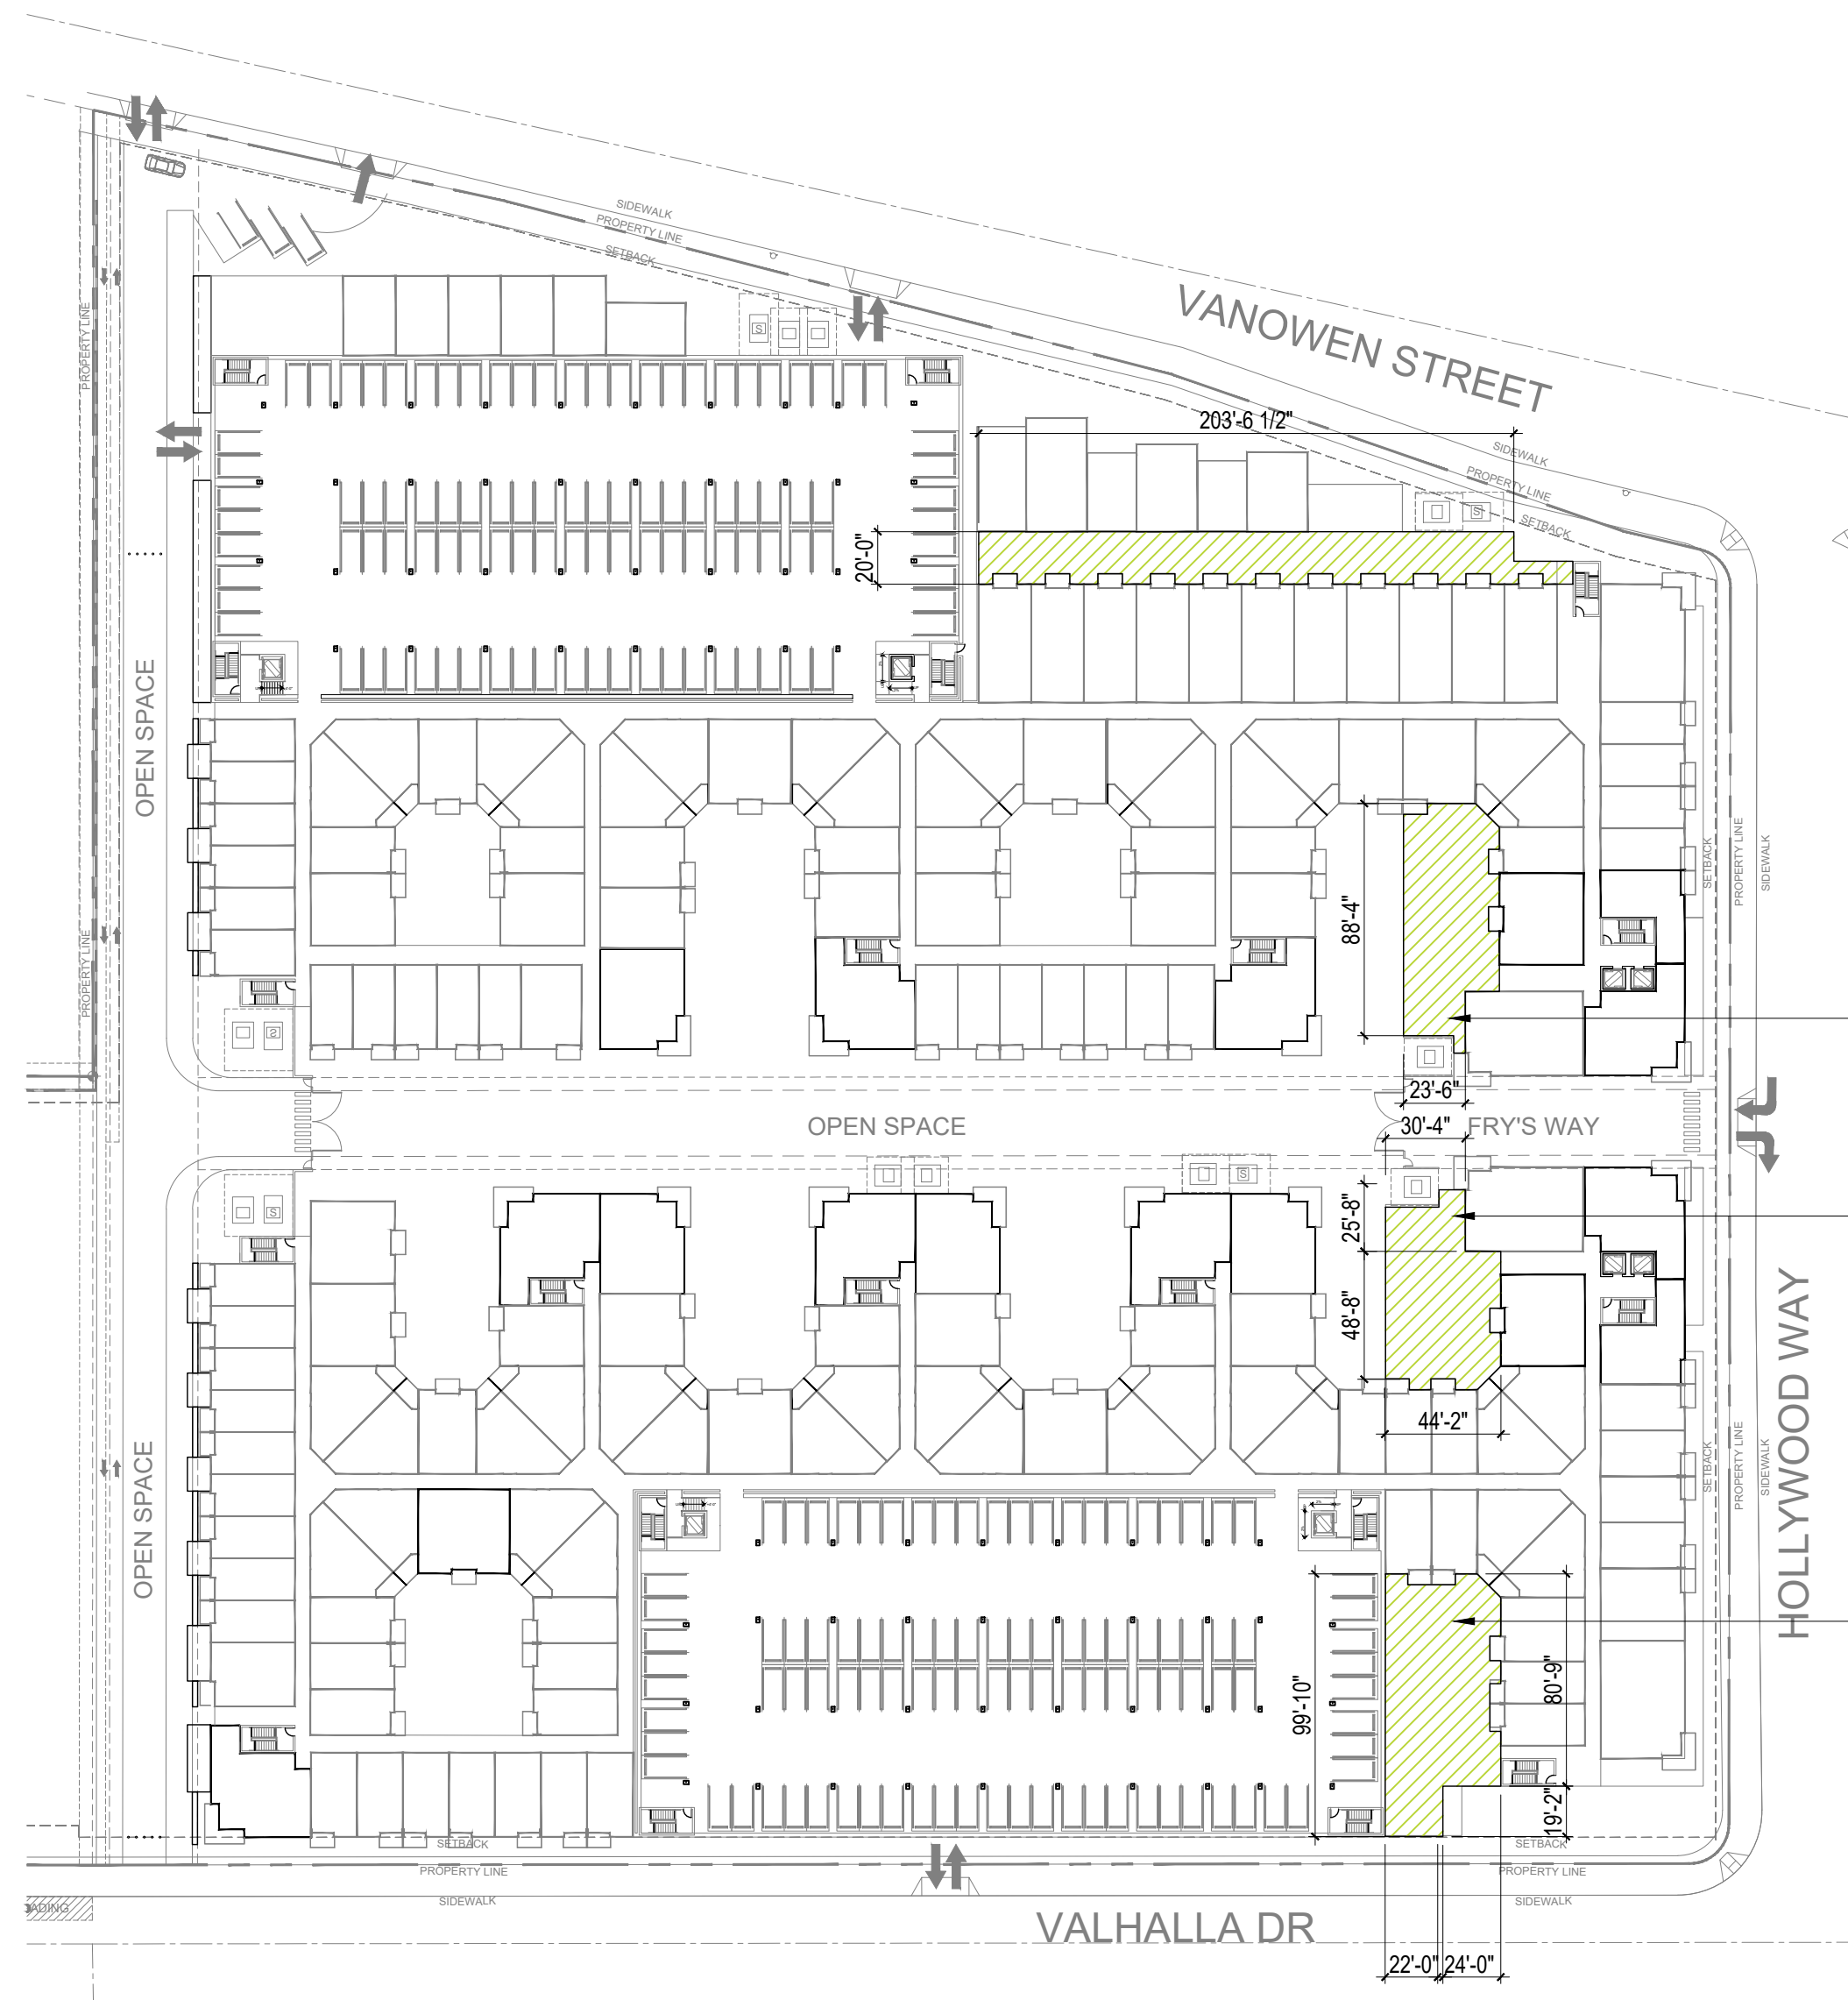 SIDEWALK
PROPERTY LINE
SETBACK
VANOWEN STREET
PROPERTY LINE
S
203'-6 1/2"
SIDEWALK
PROPERTY LINE
S
SETBACK
20'-0"
OPEN SPACE
SETBACK
PROPERTY LINE
SIDEWALK
88'-4"
PROPERTY LINE
S
23'-6"
OPEN SPACE
30'-4"
FRY'S WAY
S
S
25'-8"
48'-8"
HOLLYWOOD WAY
44'-2"
OPEN SPACE
SETBACK
PROPERTY LINE
SIDEWALK
99'-10"
80'-9"
19'-2"
SETBACK
SETBACK
PROPERTY LINE
PROPERTY LINE
SIDEWALK
SIDEWALK
ADING
VALHALLA DR
22'-0"
24'-0"